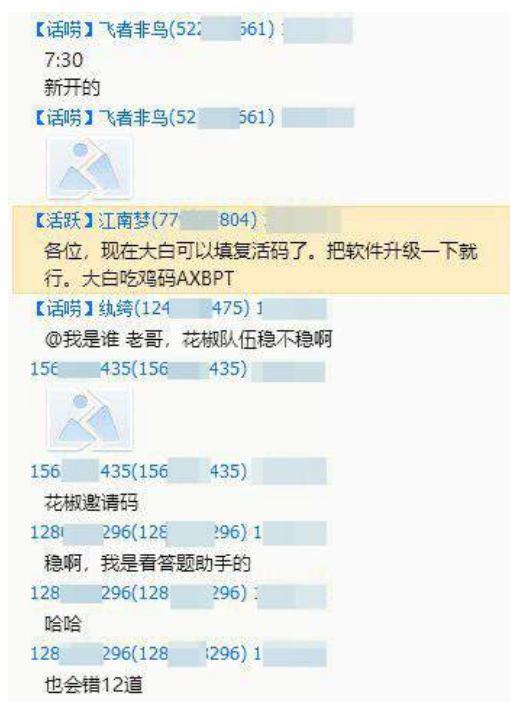 【话唠】飞者非鸟(522 561)
7:30
新开的
【话唠】飞者非鸟(52 561)
【活跃】江南梦(77 804)
各位，现在大白可以填复活码了。把软件升级一下就
行。大白吃鸡码AXBPT
【话唠】纨绔(124 475) 1
@我是谁 老哥，花椒队伍稳不稳啊
156 435(156 435)
156 435(156 435)
花椒邀请码
128 296(128 296) 1
稳啊，我是看答题助手的
128 296(128 296)
哈哈
128 296(128 296) 1
也会错12道